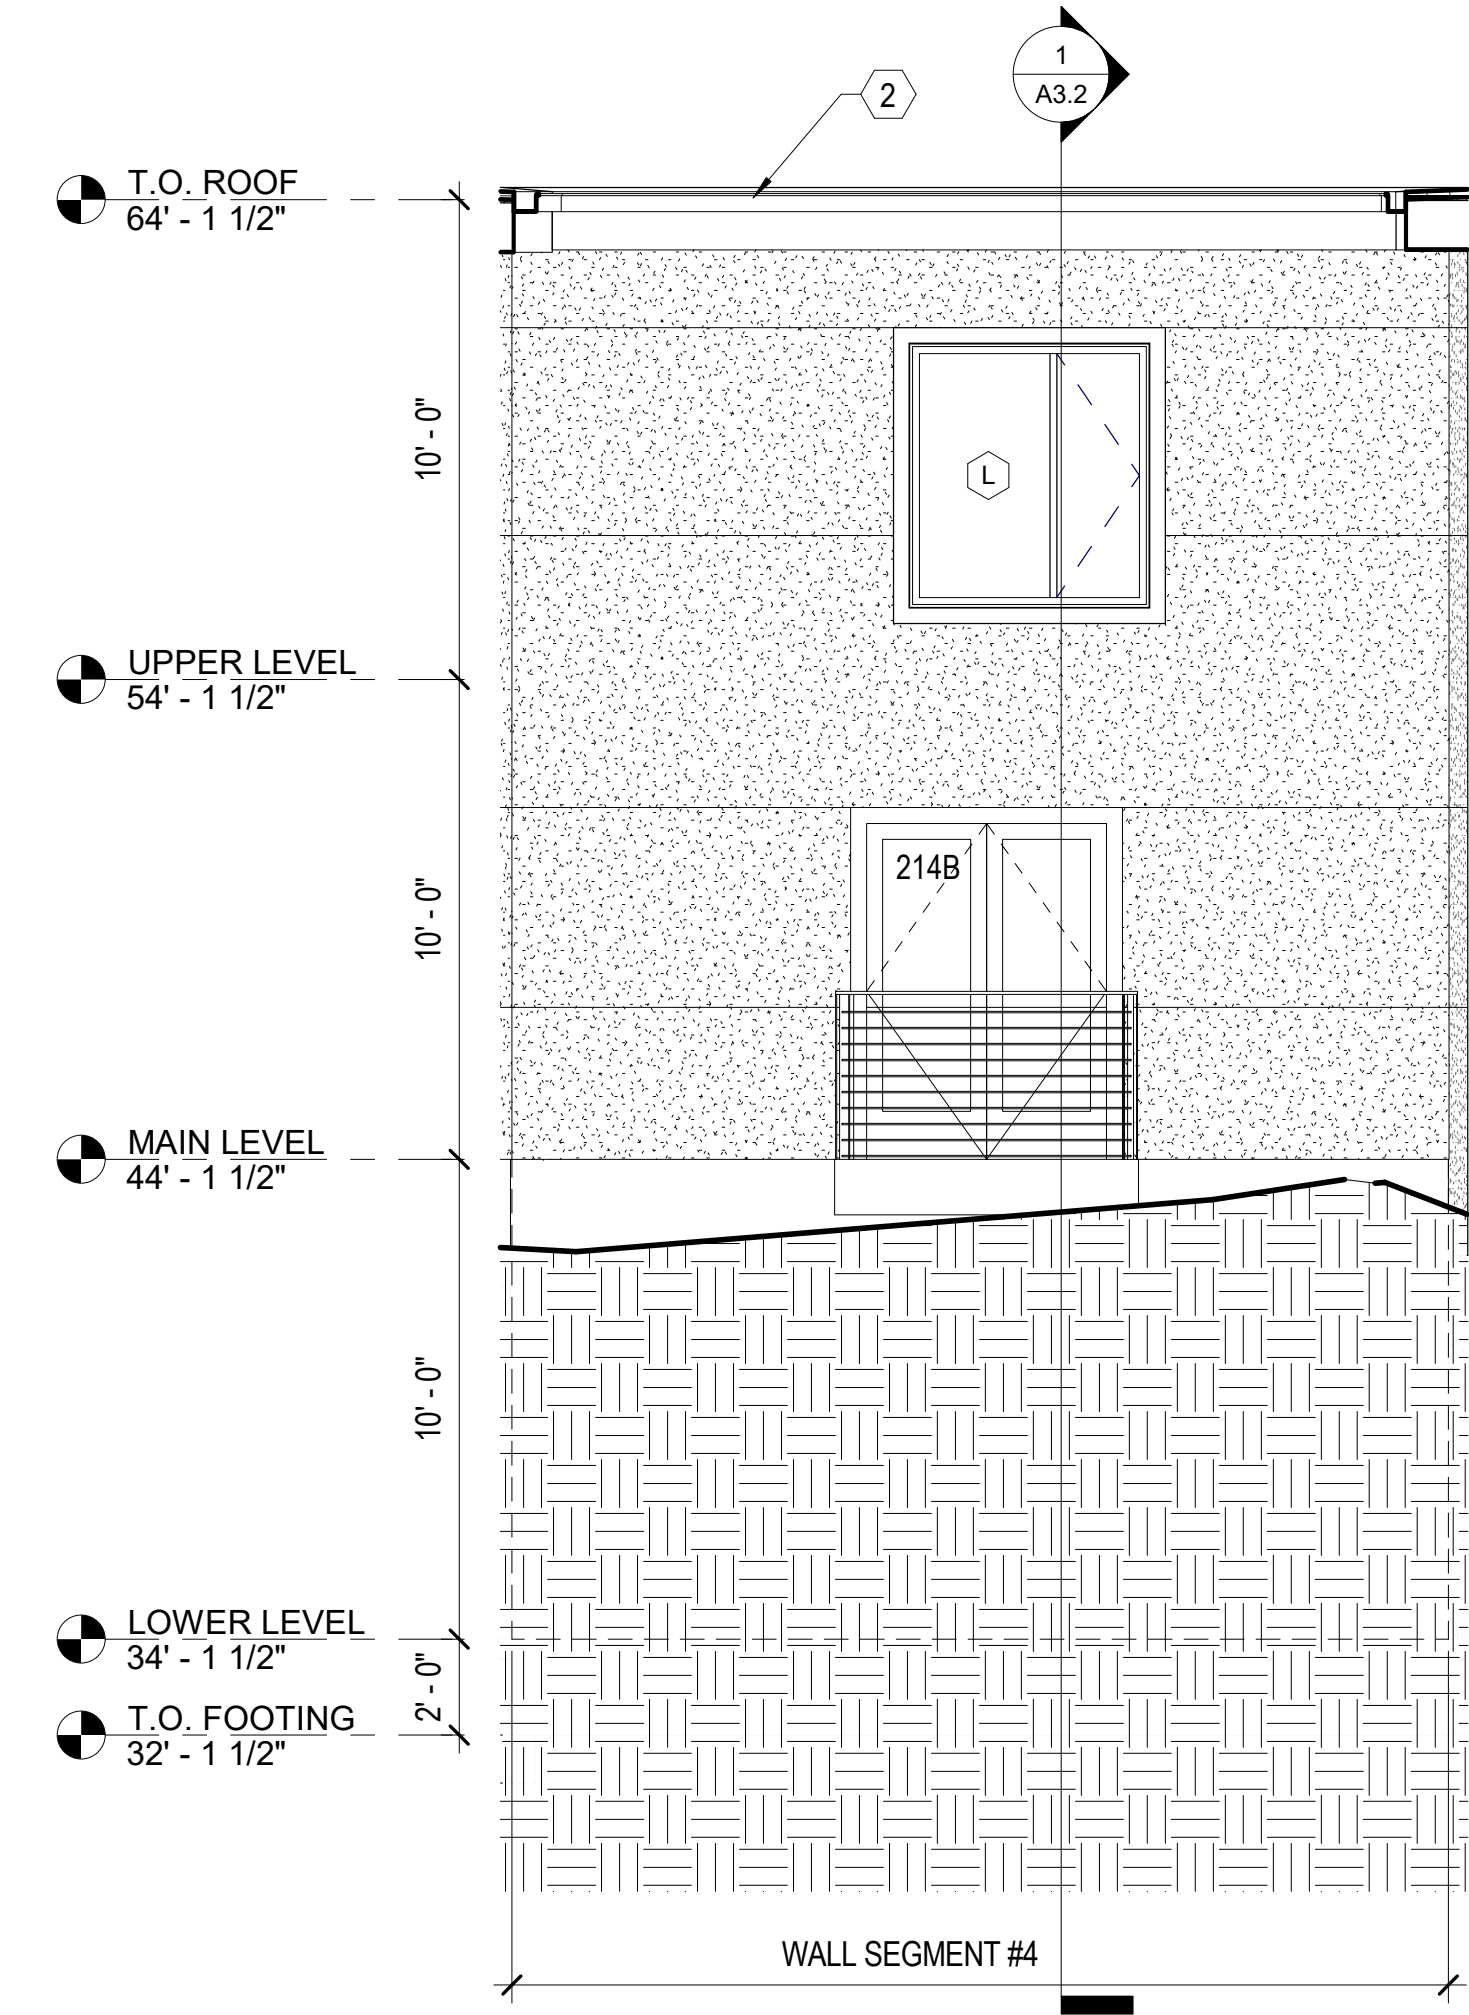 1
A3.2
2
T.O. ROOF
64' - 1 1/2"
10' - 0"
L
UPPER LEVEL
54' - 1 1/2"
214B
10' - 0"
MAIN LEVEL
44' - 1 1/2"
10' - 0"
LOWER LEVEL
34' - 1 1/2"
2' - 0"
T.O. FOOTING
32' - 1 1/2"
WALL SEGMENT #4